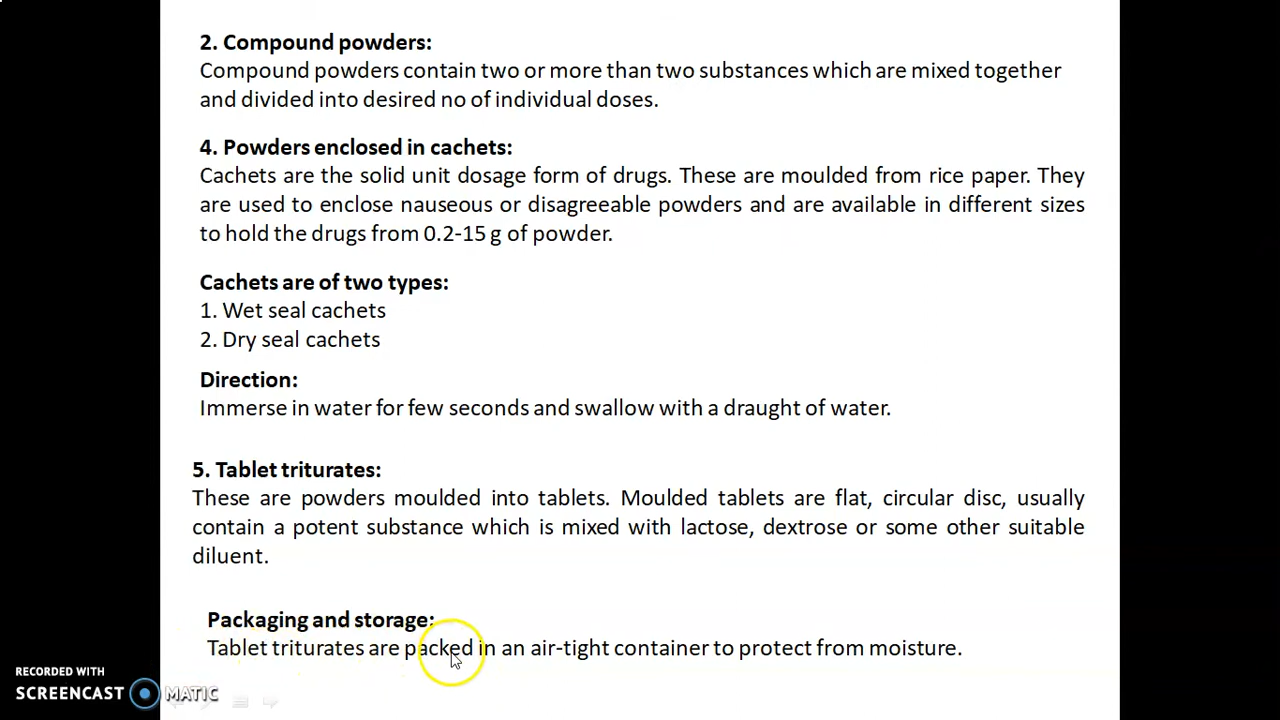 2. Compound powders:
Compound powders contain two or more than two substances which are mixed together
and divided into desired no of individual doses.
4. Powders enclosed in cachets:
Cachets are the solid unit dosage form of drugs. These are moulded from rice paper. They
are used to enclose nauseous or disagreeable powders and are available in different sizes
to hold the drugs from 0.2-15 g of powder.
Cachets are of two types:
1. Wet seal cachets
2. Dry seal cachets
Direction:
Immerse in water for few seconds and swallow with a draught of water.
5. Tablet triturates:
These are powders moulded into tablets. Moulded tablets are flat, circular disc, usually
contain a potent substance which is mixed with lactose, dextrose or some other suitable
diluent.
Packaging and storage:
Tablet triturates are packed in an air-tight container to protect from moisture.
RECORDED WITH
SCREENCAST MATIC